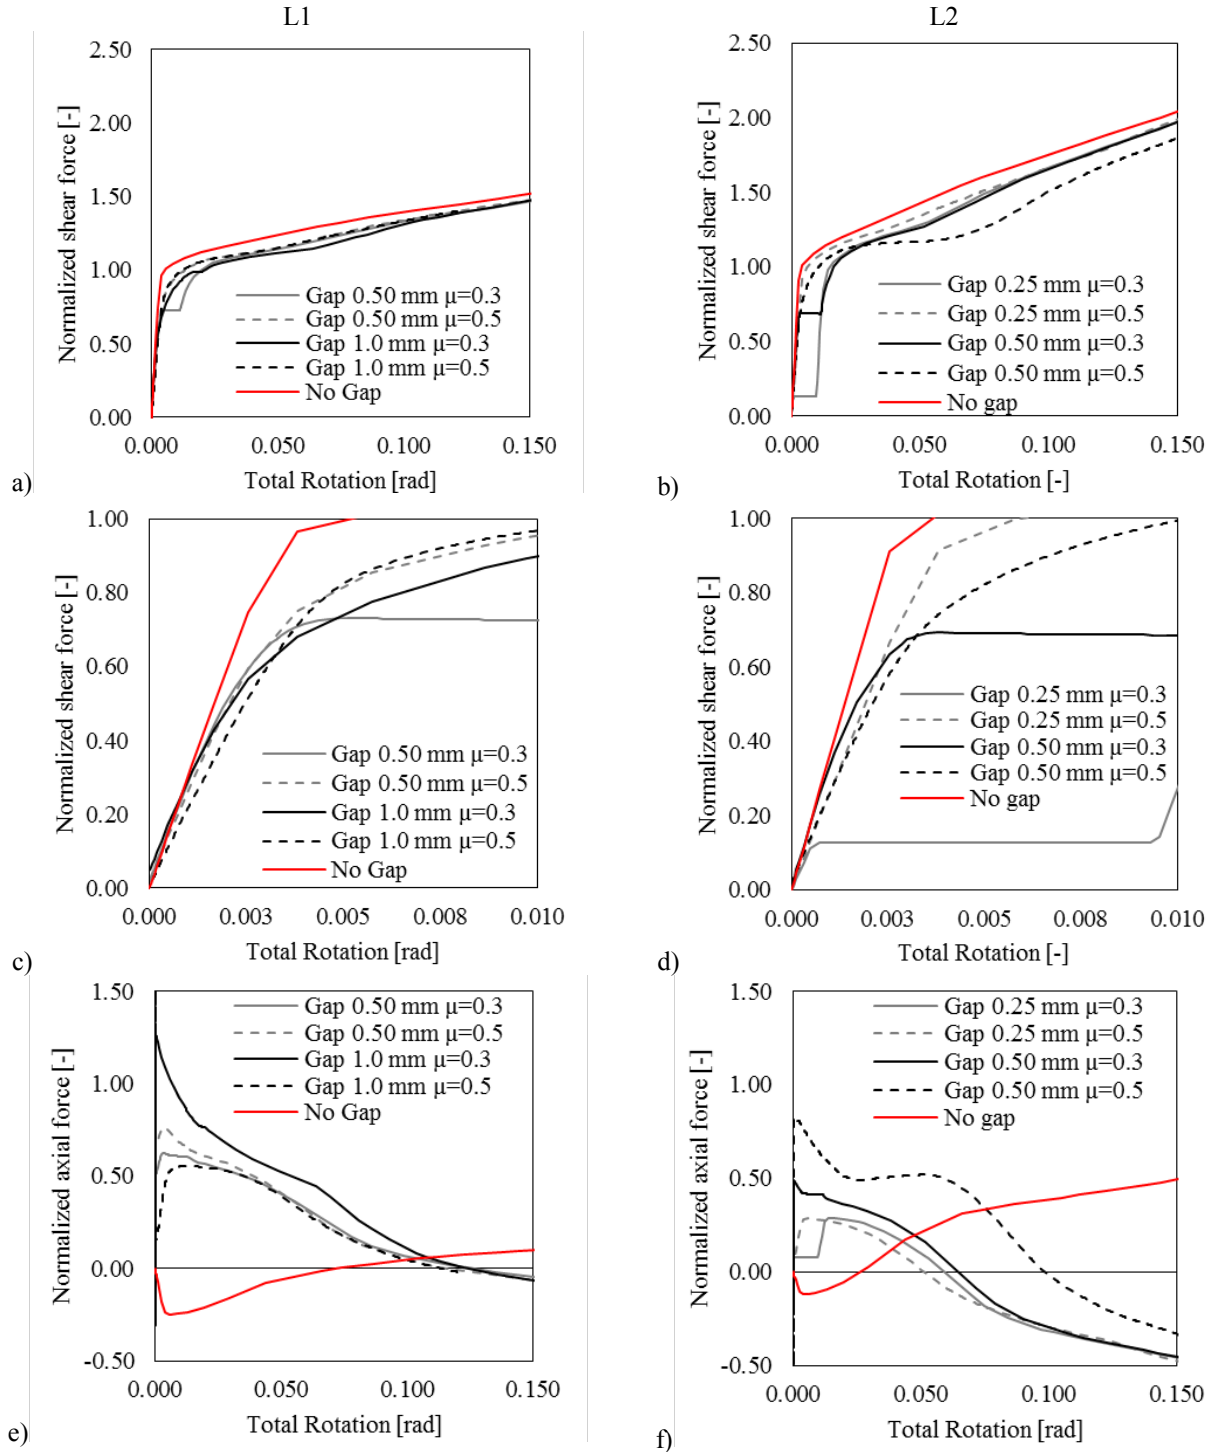 L1
L2
Normalized shear force [-]
2.50
2.00
1.50
1.00
0.50
0.00
Gap 0.50 mm μ=0.3
Gap 0.50 mm μ=0.5
Gap 1.0 mm μ=0.3
Gap 1.0 mm μ=0.5
No Gap
0.000 0.050 0.100 0.150
Total Rotation [rad]
a)
Normalized shear force [-]
2.50
2.00
1.50
1.00
0.50
0.00
Gap 0.25 mm μ=0.3
Gap 0.25 mm μ=0.5
Gap 0.50 mm μ=0.3
Gap 0.50 mm μ=0.5
No gap
0.000 0.050 0.100 0.150
Total Rotation [-]
b)
Normalized shear force [-]
1.00
0.80
0.60
0.40
0.20
0.00
Gap 0.50 mm μ=0.3
Gap 0.50 mm μ=0.5
Gap 1.0 mm μ=0.3
Gap 1.0 mm μ=0.5
No Gap
0.000 0.003 0.005 0.008 0.010
Total Rotation [rad]
c)
Normalized shear force [-]
1.00
0.80
0.60
0.40
0.20
0.00
Gap 0.25 mm μ=0.3
Gap 0.25 mm μ=0.5
Gap 0.50 mm μ=0.3
Gap 0.50 mm μ=0.5
No gap
0.000 0.003 0.005 0.008 0.010
Total Rotation [-]
d)
Normalized axial force [-]
1.50
1.00
0.50
0.00
-0.50
Gap 0.50 mm μ=0.3
Gap 0.50 mm μ=0.5
Gap 1.0 mm μ=0.3
Gap 1.0 mm μ=0.5
No Gap
0.000 0.050 0.100 0.150
Total Rotation [rad]
e)
Normalized axial force [-]
1.50
1.00
0.50
0.00
-0.50
Gap 0.25 mm μ=0.3
Gap 0.25 mm μ=0.5
Gap 0.50 mm μ=0.3
Gap 0.50 mm μ=0.5
No gap
0.000 0.050 0.100 0.150
Total Rotation [rad]
f)